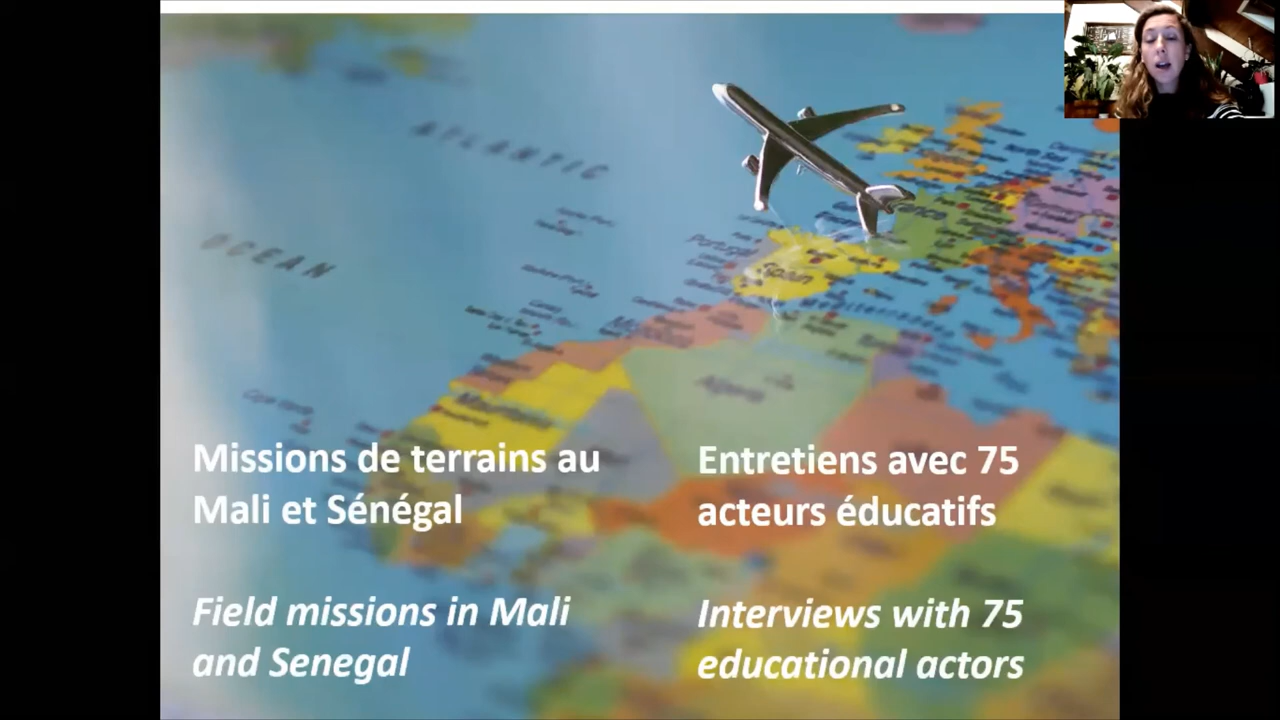 ATLANTIC
OCEAN
Portugal
Spain
Algeria
Missions de terrains au
Mali et Sénégal
Entretiens avec 75
acteurs éducatifs
Field missions in Mali
and Senegal
Interviews with 75
educational actors